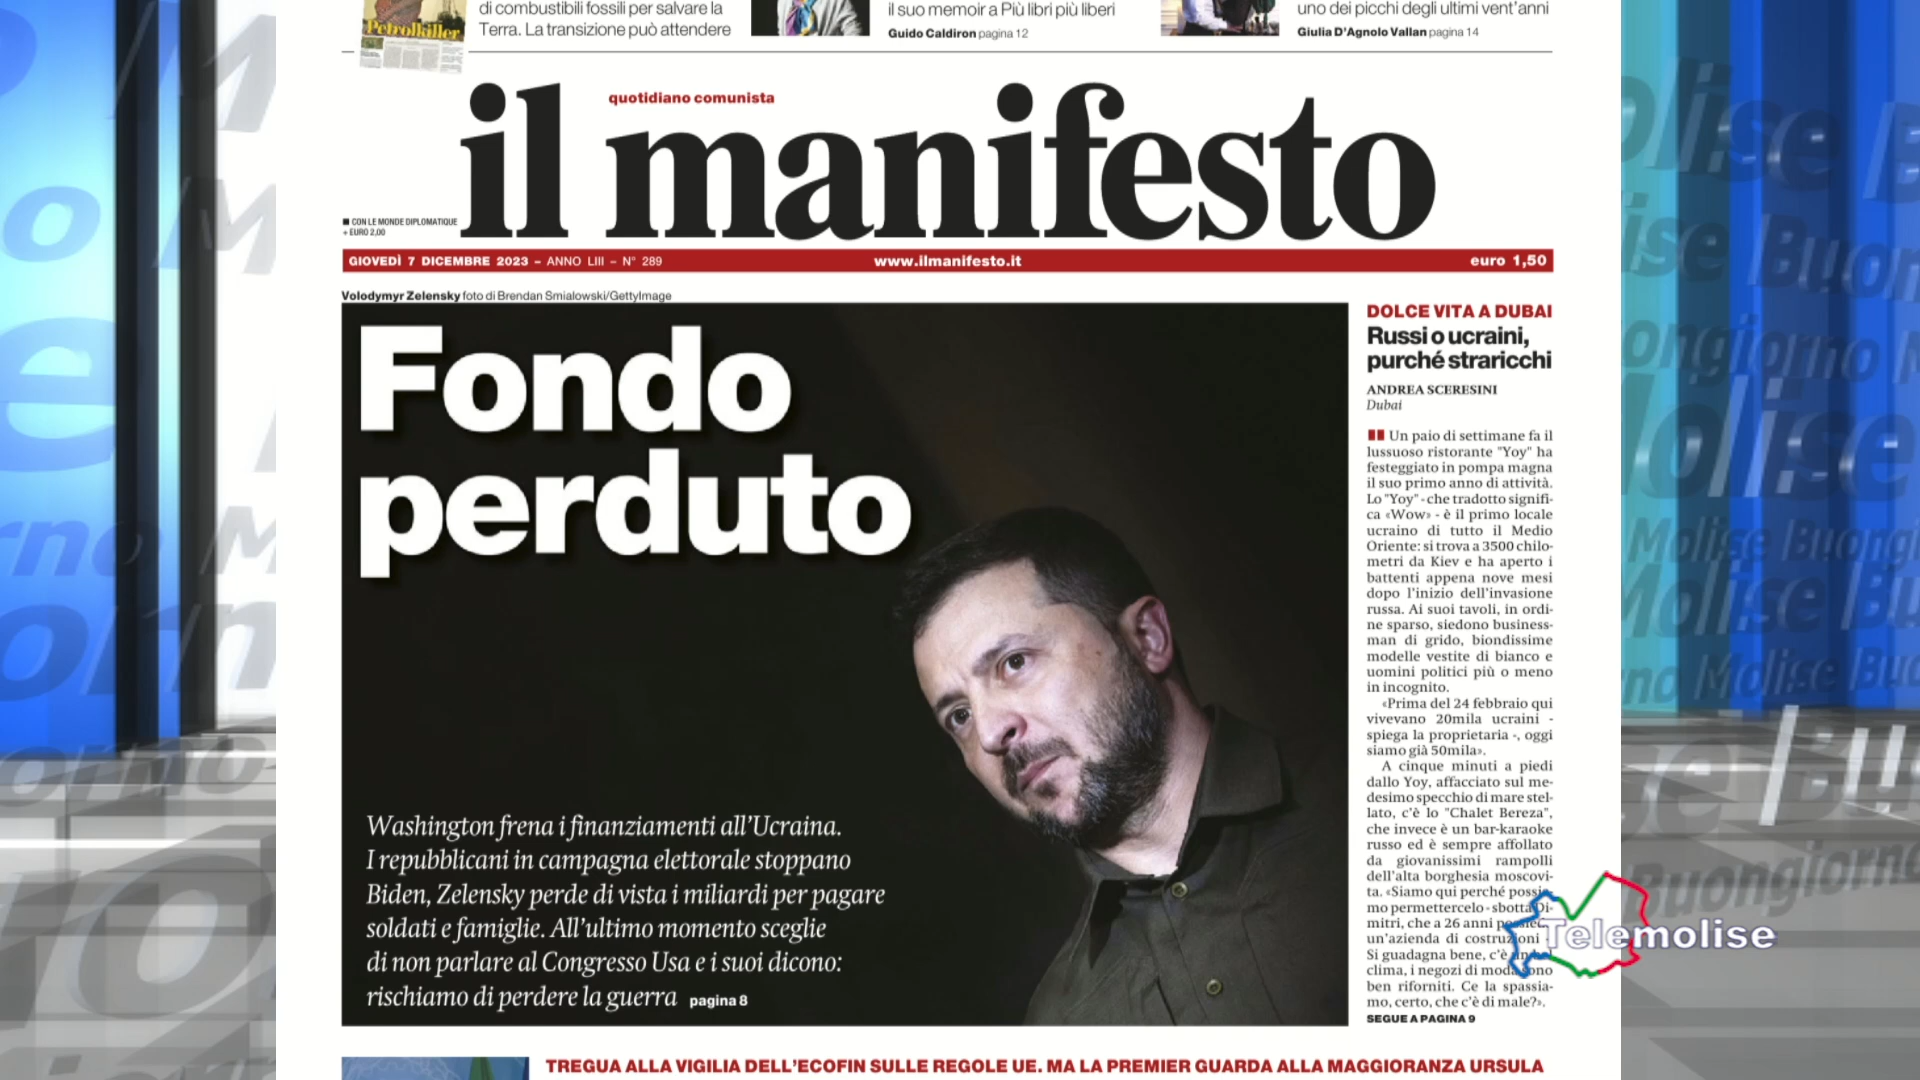 di combustibili fossili per salvare la
Terra. La transizione può attendere
Petrolkiller
il suo memoir a Più libri più liberi
Guido Caldiron pagina 12
uno dei picchi degli ultimi vent'anni
Giulia D'Agnolo Vallan pagina 14
quotidiano comunista
il manifesto
CON LE MONDE DIPLOMATIQUE
+ EURO 2,00
GIOVEDÌ 7 DICEMBRE 2023 – ANNO LIII – N° 289
www.ilmanifesto.it
euro 1,50
Volodymyr Zelensky foto di Brendan Smialowski/GettyImage
Fondo
perduto
Washington frena i finanziamenti all'Ucraina.
I repubblicani in campagna elettorale stoppano
Biden, Zelensky perde di vista i miliardi per pagare
soldati e famiglie. All'ultimo momento sceglie
di non parlare al Congresso Usa e i suoi dicono:
rischiamo di perdere la guerra pagina 8
DOLCE VITA A DUBAI
Russi o ucraini,
purché straricchi
ANDREA SCERESINI
Dubai
Un paio di settimane fa il
lussuoso ristorante "Yoy" ha
festeggiato in pompa magna
il suo primo anno di attività.
Lo "Yoy" - che tradotto signifi-
ca «Wow» - è il primo locale
ucraino di tutto il Medio
Oriente: si trova a 3500 chilo-
metri da Kiev e ha aperto i
battenti appena nove mesi
dopo l'inizio dell'invasione
russa. Ai suoi tavoli, in ordi-
ne sparso, siedono business-
man di grido, biondissime
modelle vestite di bianco e
uomini politici più o meno
in incognito.
«Prima del 24 febbraio qui
vivevano 20mila ucraini -
spiega la proprietaria -, oggi
siamo già 50mila».
A cinque minuti a piedi
dallo Yoy, affacciato sul me-
desimo specchio di mare stel-
lato, c'è lo "Chalet Bereza",
che invece è un bar-karaoke
russo ed è sempre affollato
da giovanissimi rampolli
dell'alta borghesia moscovi-
ta. «Siamo qui perché possia-
mo permettercelo - sbotta Di-
mitri, che a 26 anni
un'azienda di costruzioni
Si guadagna bene, c'è
clima, i negozi di moda sono
ben riforniti. Ce la spassia-
mo, certo, che c'è di male?».
SEGUE A PAGINA 9
Telemolise
TREGUA ALLA VIGILIA DELL'ECOFIN SULLE REGOLE UE. MA LA PREMIER GUARDA ALLA MAGGIORANZA URSULA
Molise Buongiorno